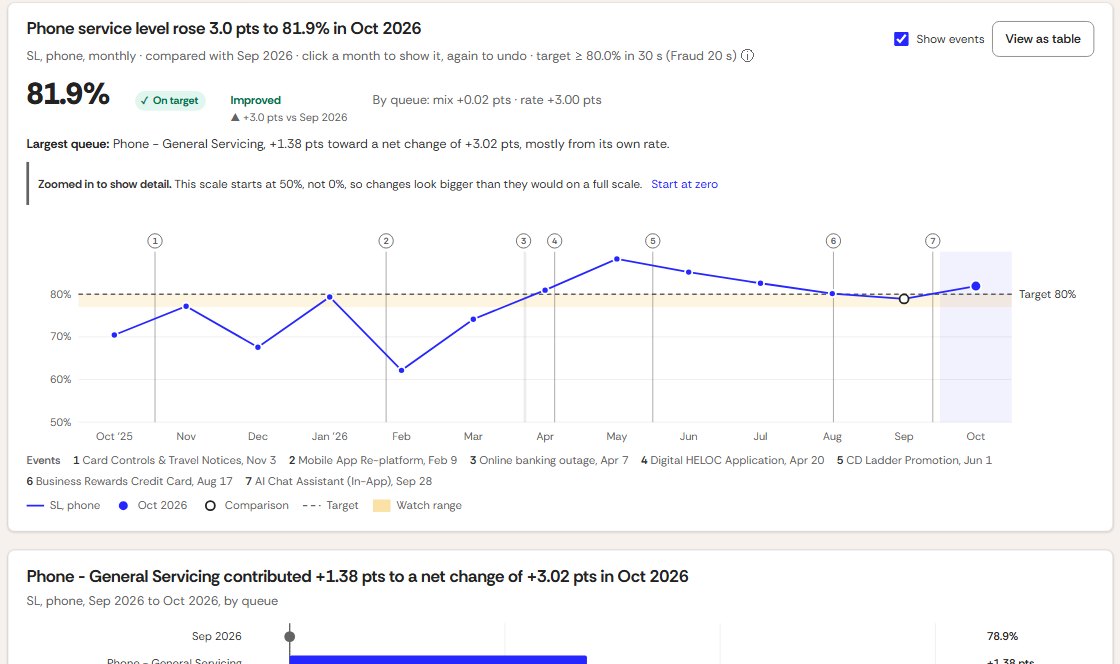 Phone service level rose 3.0 pts to 81.9% in Oct 2026
Show events
View as table
SL, phone, monthly · compared with Sep 2026 · click a month to show it, again to undo · target ≥ 80.0% in 30 s (Fraud 20 s) ⓘ
81.9%
✓ On target
Improved
▲ +3.0 pts vs Sep 2026
By queue: mix +0.02 pts · rate +3.00 pts
Largest queue: Phone - General Servicing, +1.38 pts toward a net change of +3.02 pts, mostly from its own rate.
Zoomed in to show detail. This scale starts at 50%, not 0%, so changes look bigger than they would on a full scale. Start at zero
1 2 3 4 5 6 7
80%
Target 80%
70%
60%
50%
Oct '25 Nov Dec Jan '26 Feb Mar Apr May Jun Jul Aug Sep Oct
Events 1 Card Controls & Travel Notices, Nov 3 2 Mobile App Re-platform, Feb 9 3 Online banking outage, Apr 7 4 Digital HELOC Application, Apr 20 5 CD Ladder Promotion, Jun 1
6 Business Rewards Credit Card, Aug 17 7 AI Chat Assistant (In-App), Sep 28
SL, phone Oct 2026 Comparison Target Watch range
Phone - General Servicing contributed +1.38 pts to a net change of +3.02 pts in Oct 2026
SL, phone, Sep 2026 to Oct 2026, by queue
Sep 2026 78.9%
Phone - General Servicing +1.38 pts